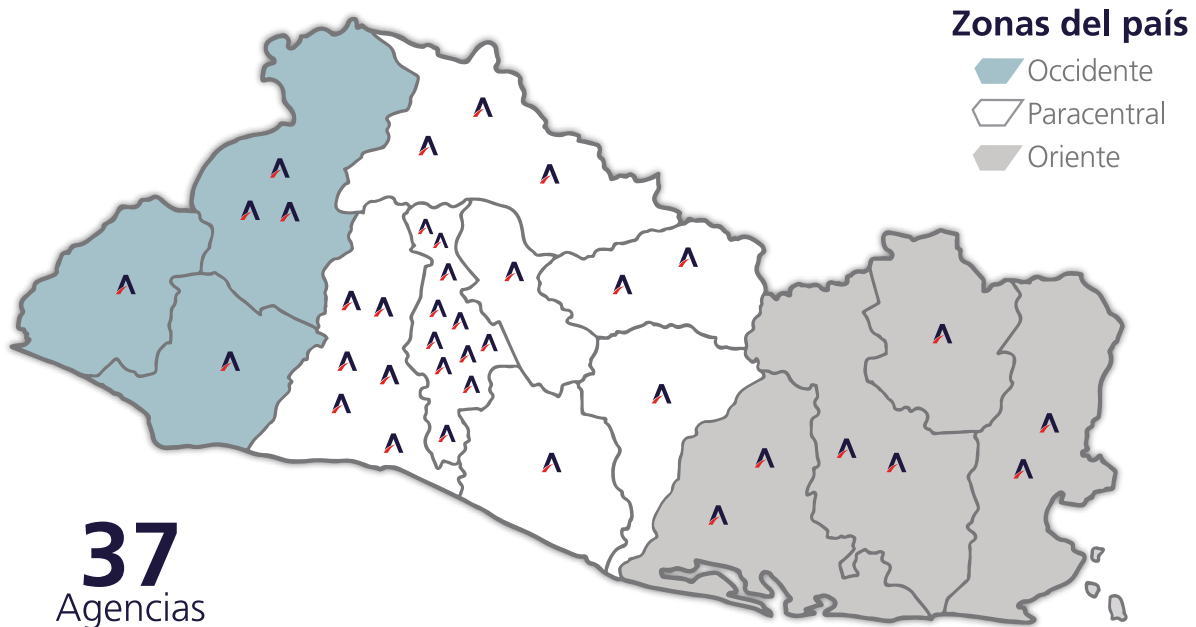 Zonas del país
Occidente
Paracentral
Oriente
37
Agencias